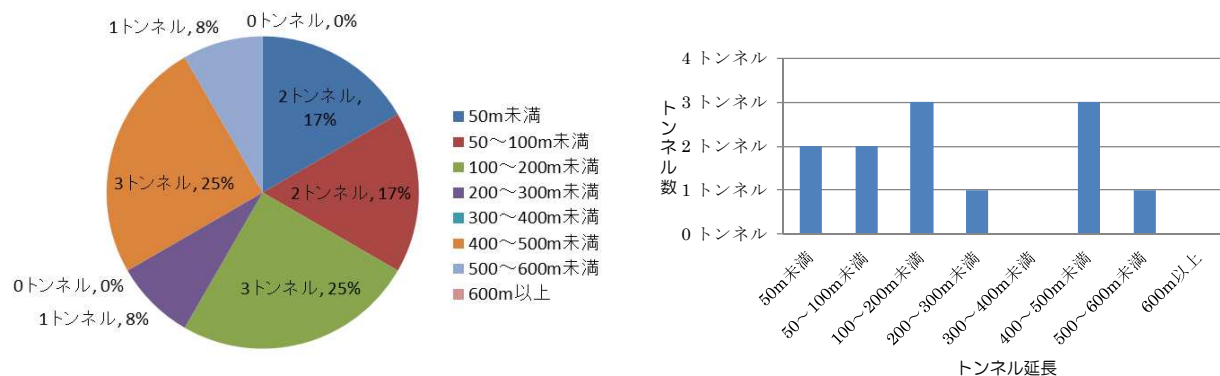 1トンネル, 8%
0トンネル, 0%
2トンネル,
17%
2トンネル, 17%
3トンネル, 25%
1トンネル, 8%
0トンネル, 0%
3トンネル, 25%
50m未満
50～100m未満
100～200m未満
200～300m未満
300～400m未満
400～500m未満
500～600m未満
600m以上
トンネル数
4トンネル
3トンネル
2トンネル
1トンネル
0トンネル
50m未満
50～100m未満
100～200m未満
200～300m未満
300～400m未満
400～500m未満
500～600m未満
600m以上
トンネル延長